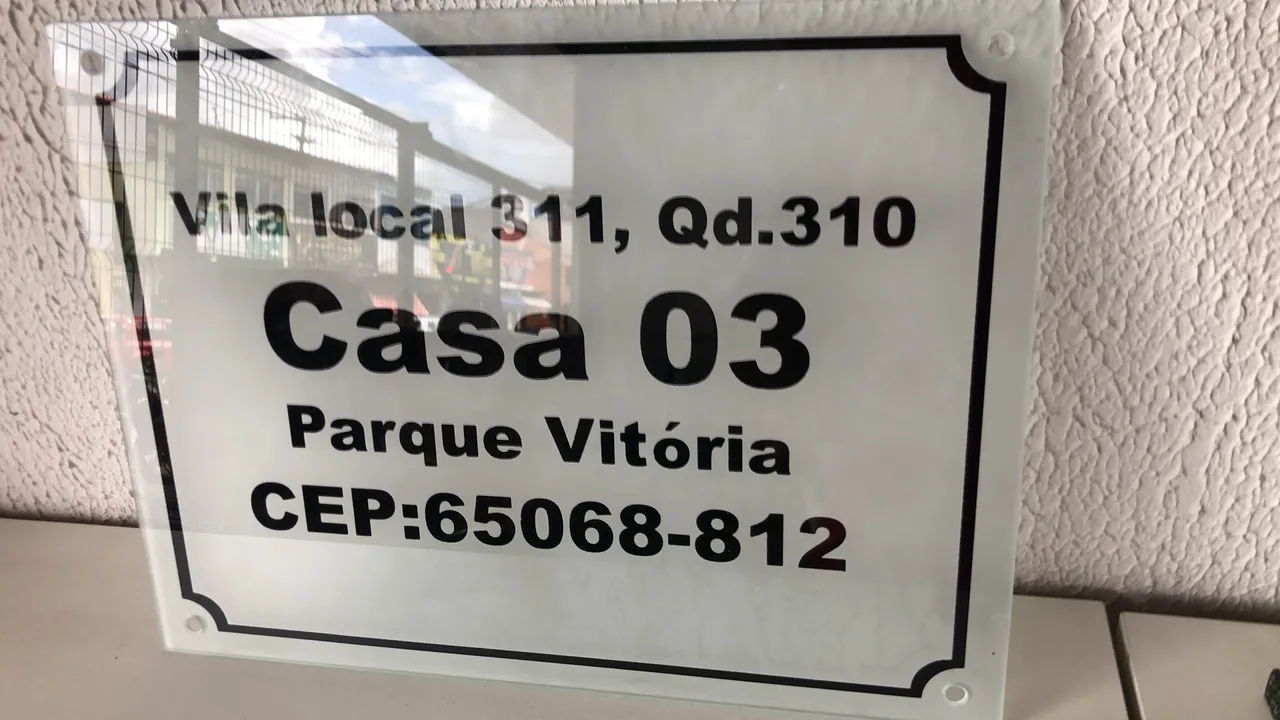 Vila local 311, Qd.310
Casa 03
Parque Vitória
CEP:65068-812